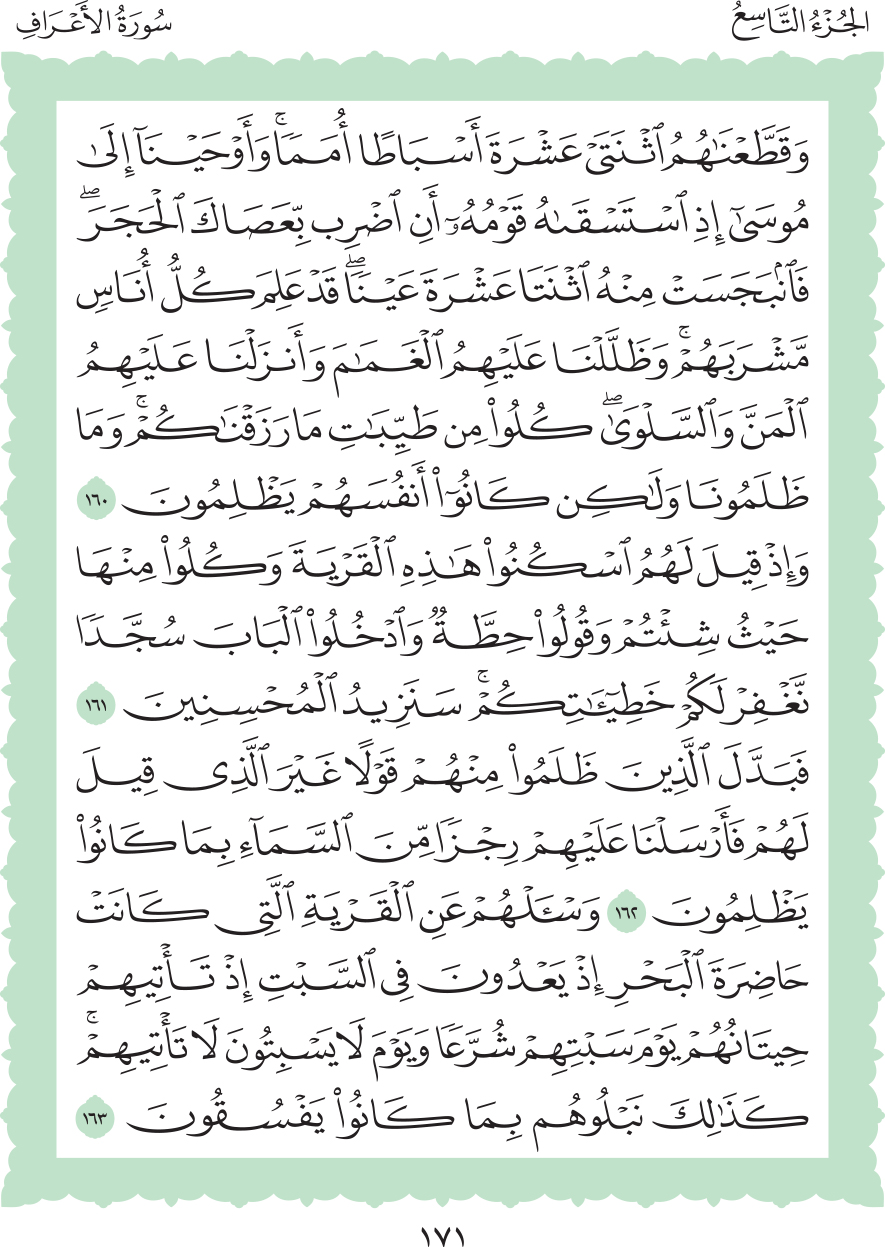 الجُزْءُ التَّاسِعُ
سُورَةُ الأَعْرَافِ
وَقَطَّعۡنَٰهُمُ ٱثۡنَتَيۡ عَشۡرَةَ أَسۡبَاطًا أُمَمٗاۚ وَأَوۡحَيۡنَآ إِلَىٰ
مُوسَىٰٓ إِذِ ٱسۡتَسۡقَىٰهُ قَوۡمُهُۥٓ أَنِ ٱضۡرِب بِّعَصَاكَ ٱلۡحَجَرَۖ
فَٱنۢبَجَسَتۡ مِنۡهُ ٱثۡنَتَا عَشۡرَةَ عَيۡنٗاۖ قَدۡ عَلِمَ كُلُّ أُنَاسٖ
مَّشۡرَبَهُمۡۚ وَظَلَّلۡنَا عَلَيۡهِمُ ٱلۡغَمَٰمَ وَأَنزَلۡنَا عَلَيۡهِمُ
ٱلۡمَنَّ وَٱلسَّلۡوَىٰۖ كُلُواْ مِن طَيِّبَٰتِ مَا رَزَقۡنَٰكُمۡۚ وَمَا
ظَلَمُونَا وَلَٰكِن كَانُوٓاْ أَنفُسَهُمۡ يَظۡلِمُونَ ١٦٠
وَإِذۡ قِيلَ لَهُمُ ٱسۡكُنُواْ هَٰذِهِ ٱلۡقَرۡيَةَ وَكُلُواْ مِنۡهَا
حَيۡثُ شِئۡتُمۡ وَقُولُواْ حِطَّةٞ وَٱدۡخُلُواْ ٱلۡبَابَ سُجَّدٗا
نَّغۡفِرۡ لَكُمۡ خَطِيٓـَٰٔتِكُمۡۚ سَنَزِيدُ ٱلۡمُحۡسِنِينَ ١٦١
فَبَدَّلَ ٱلَّذِينَ ظَلَمُواْ مِنۡهُمۡ قَوۡلًا غَيۡرَ ٱلَّذِي قِيلَ
لَهُمۡ فَأَرۡسَلۡنَا عَلَيۡهِمۡ رِجۡزٗا مِّنَ ٱلسَّمَآءِ بِمَا كَانُواْ
يَظۡلِمُونَ ١٦٢ وَسۡـَٔلۡهُمۡ عَنِ ٱلۡقَرۡيَةِ ٱلَّتِي كَانَتۡ
حَاضِرَةَ ٱلۡبَحۡرِ إِذۡ يَعۡدُونَ فِي ٱلسَّبۡتِ إِذۡ تَأۡتِيهِمۡ
حِيتَانُهُمۡ يَوۡمَ سَبۡتِهِمۡ شُرَّعٗا وَيَوۡمَ لَا يَسۡبِتُونَ لَا تَأۡتِيهِمۡۚ
كَذَٰلِكَ نَبۡلُوهُم بِمَا كَانُواْ يَفۡسُقُونَ ١٦٣
١٧١